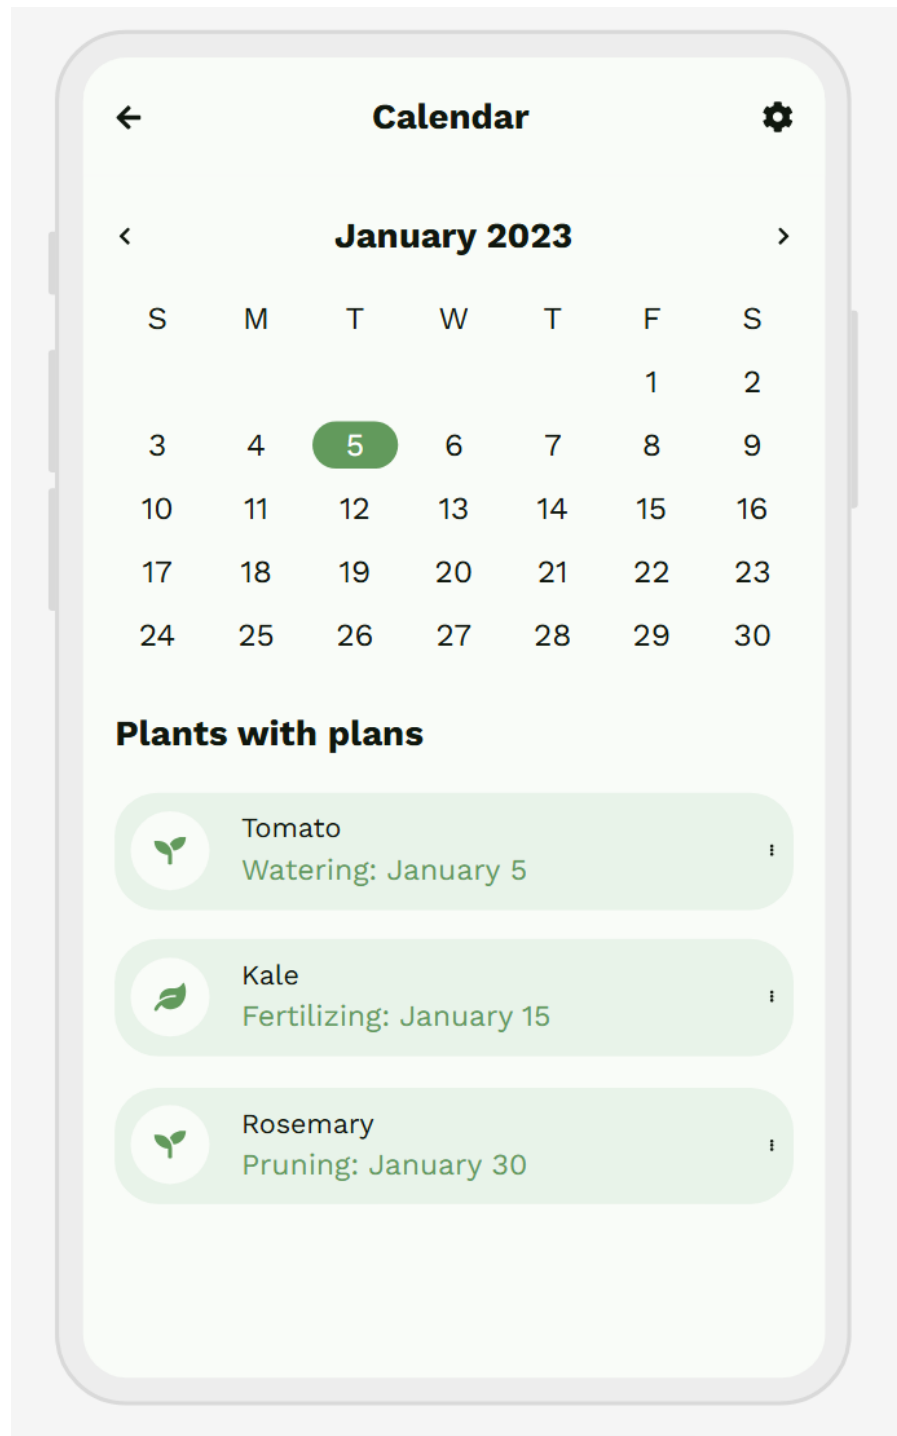 Calendar
January 2023
S M T W T F S
1 2
3 4 5 6 7 8 9
10 11 12 13 14 15 16
17 18 19 20 21 22 23
24 25 26 27 28 29 30
Plants with plans
Tomato
Watering: January 5
Kale
Fertilizing: January 15
Rosemary
Pruning: January 30